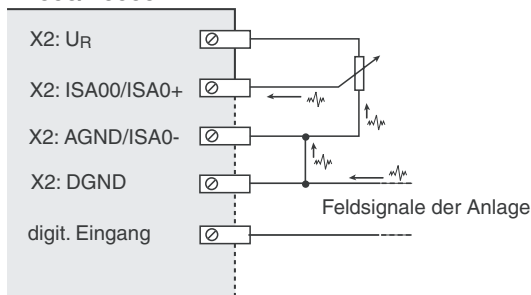 X2: UR
X2: ISA00/ISA0+
X2: AGND/ISA0-
X2: DGND
Feldsignale der Anlage
digit. Eingang